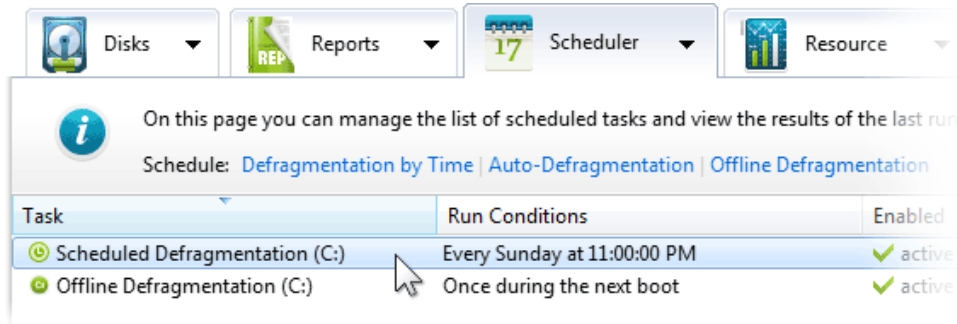 Disks
Reports
Scheduler
Resource
REP
17
On this page you can manage the list of scheduled tasks and view the results of the last run
Schedule: Defragmentation by Time | Auto-Defragmentation | Offline Defragmentation
Task Run Conditions Enabled
Scheduled Defragmentation (C:) Every Sunday at 11:00:00 PM active
Offline Defragmentation (C:) Once during the next boot active